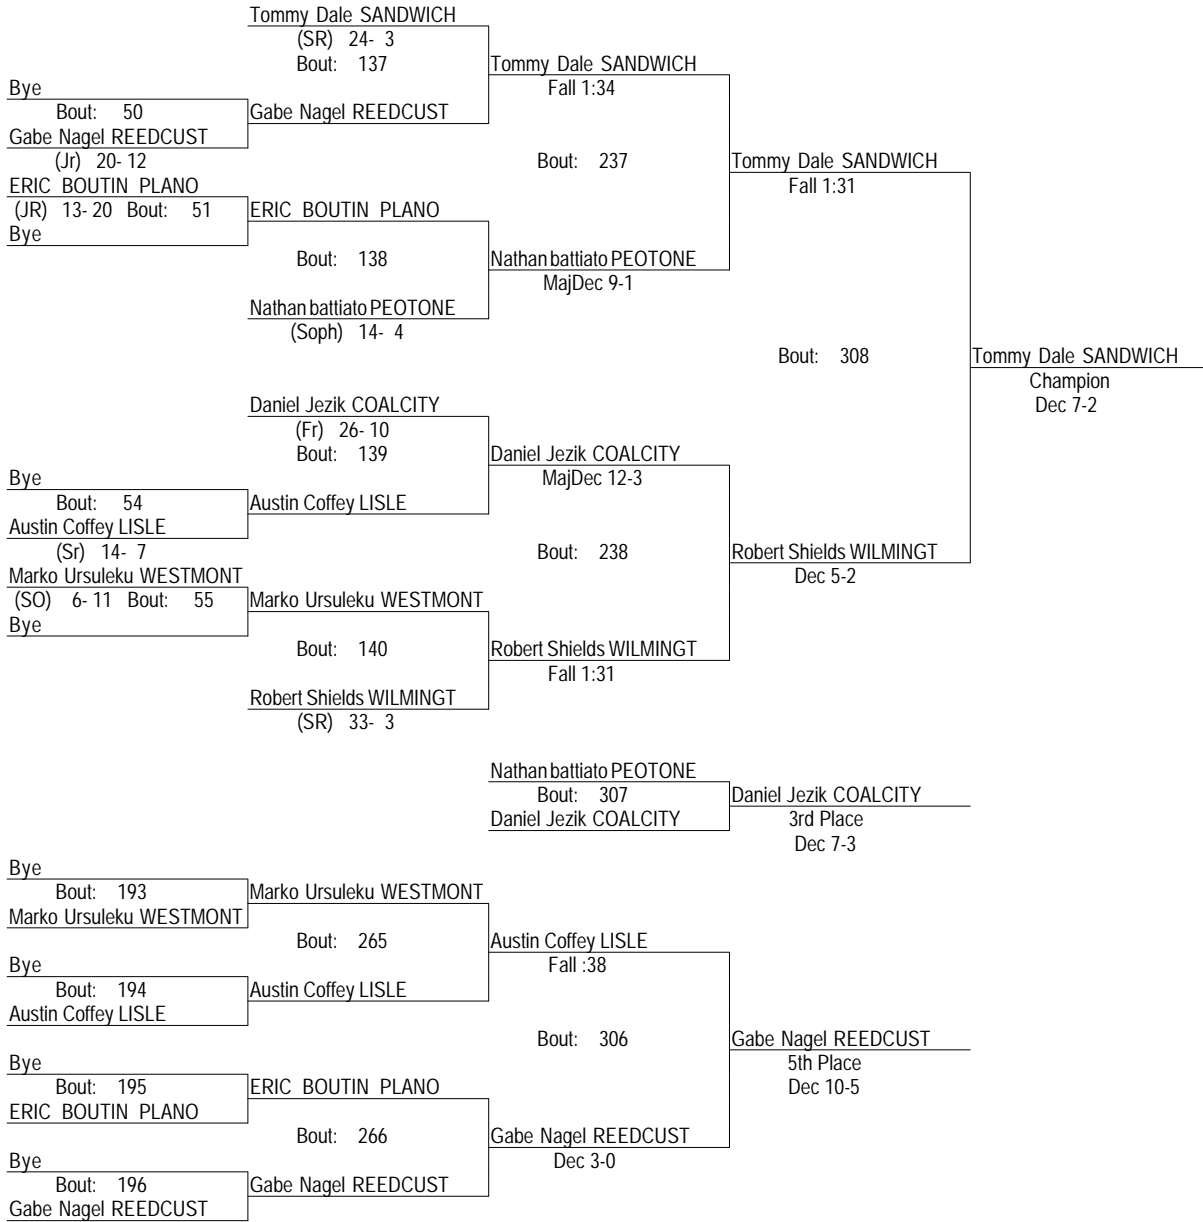 Tommy Dale SANDWICH
(SR) 24- 3
Bout: 137
Tommy Dale SANDWICH
Fall 1:34
Bye
Bout: 50
Gabe Nagel REEDCUST
Gabe Nagel REEDCUST
(Jr) 20- 12
Bout: 237
Tommy Dale SANDWICH
Fall 1:31
ERIC BOUTIN PLANO
(JR) 13- 20 Bout: 51
ERIC BOUTIN PLANO
Bye
Bout: 138
Nathan battiato PEOTONE
MajDec 9-1
Nathan battiato PEOTONE
(Soph) 14- 4
Bout: 308
Tommy Dale SANDWICH
Champion
Dec 7-2
Daniel Jezik COALCITY
(Fr) 26- 10
Bout: 139
Daniel Jezik COALCITY
MajDec 12-3
Bye
Bout: 54
Austin Coffey LISLE
Austin Coffey LISLE
(Sr) 14- 7
Bout: 238
Robert Shields WILMINGT
Dec 5-2
Marko Ursuleku WESTMONT
(SO) 6- 11 Bout: 55
Marko Ursuleku WESTMONT
Bye
Bout: 140
Robert Shields WILMINGT
Fall 1:31
Robert Shields WILMINGT
(SR) 33- 3
Nathan battiato PEOTONE
Bout: 307
Daniel Jezik COALCITY
Daniel Jezik COALCITY
3rd Place
Dec 7-3
Bye
Bout: 193
Marko Ursuleku WESTMONT
Marko Ursuleku WESTMONT
Bout: 265
Austin Coffey LISLE
Fall :38
Bye
Bout: 194
Austin Coffey LISLE
Austin Coffey LISLE
Bout: 306
Gabe Nagel REEDCUST
5th Place
Dec 10-5
Bye
Bout: 195
ERIC BOUTIN PLANO
ERIC BOUTIN PLANO
Bout: 266
Gabe Nagel REEDCUST
Dec 3-0
Bye
Bout: 196
Gabe Nagel REEDCUST
Gabe Nagel REEDCUST